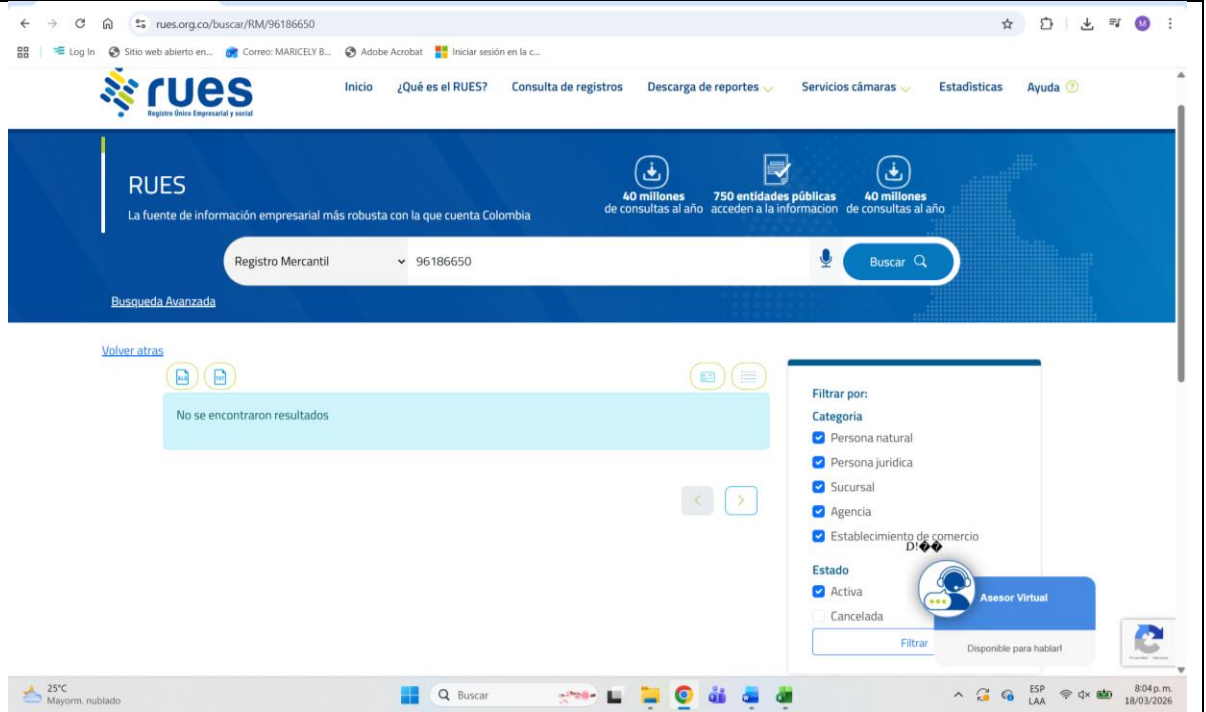 rues.org.co/buscar/RM/96186650
M
Log In
Sitio web abierto en...
Correo: MARICELY B...
Adobe Acrobat
Iniciar sesión en la c...
rues
Registro Único Empresarial y social
Inicio
¿Qué es el RUES?
Consulta de registros
Descarga de reportes
Servicios cámaras
Estadìsticas
Ayuda ?
RUES
La fuente de información empresarial más robusta con la que cuenta Colombia
40 millones
de consultas al año
750 entidades públicas
acceden a la informacion
40 millones
de consultas al año
Registro Mercantil
96186650
Buscar
Busqueda Avanzada
Volver atras
XLS
TXT
No se encontraron resultados
< >
Filtrar por:
Categoria
Persona natural
Persona juridica
Sucursal
Agencia
Establecimiento de comercio
D!��
Estado
Activa
Cancelada
Filtrar
Asesor Virtual
Disponible para hablar!
25°C
Mayorm. nublado
Buscar
ESP
LAA
8:04 p. m.
18/03/2026